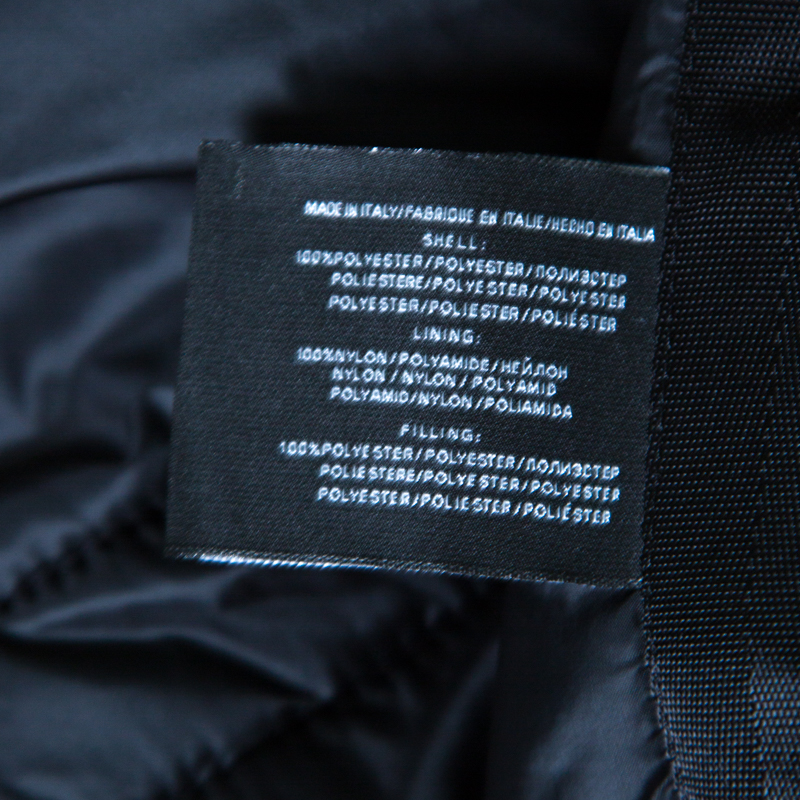 MADE IN ITALY/FABRIQUE EN ITALIE/HECHO EN ITALIA
SHELL:
100%POLYESTER/POLYESTER/ПОЛИЭСТЕР
POLIESTERE/POLYESTER/POLYESTER
POLYESTER/POLIESTER/POLIÉSTER
LINING:
100%NYLON/POLYAMIDE/НЕЙЛОН
NYLON/NYLON/POLYAMID
POLYAMID/NYLON/POLIAMIDA
FILLING:
100%POLYESTER/POLYESTER/ПОЛИЭСТЕР
POLIESTERE/POLYESTER/POLYESTER
POLYESTER/POLIESTER/POLIÉSTER